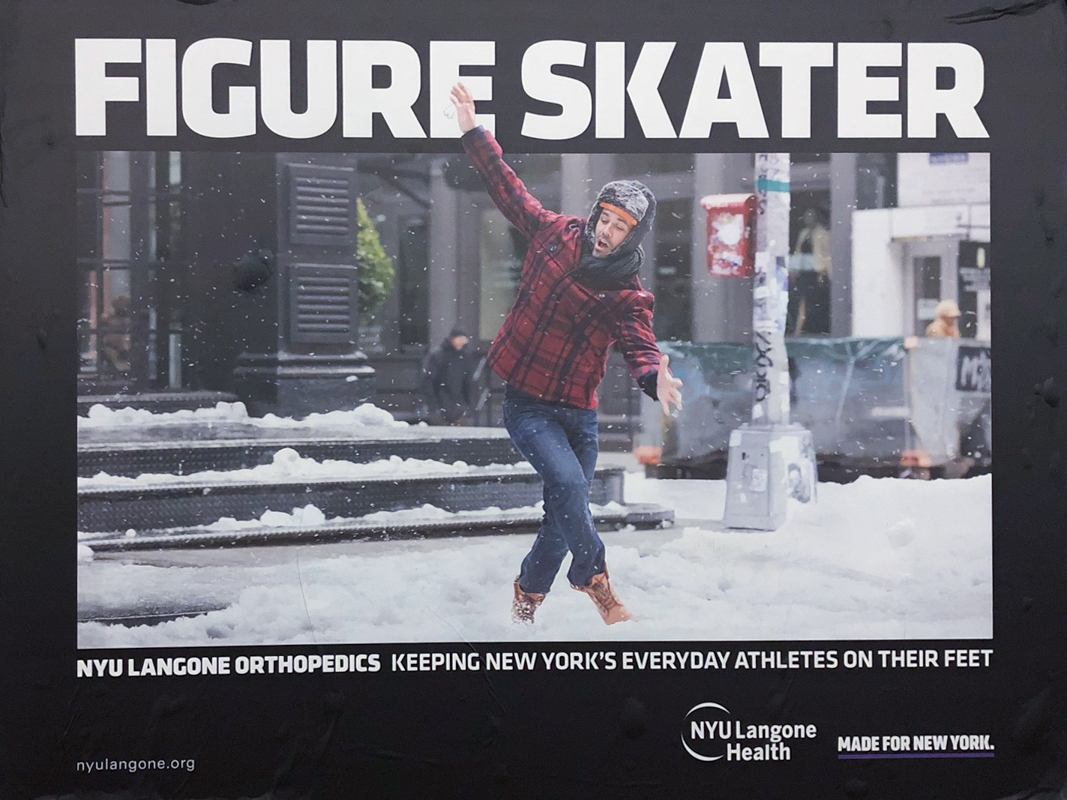 FIGURE SKATER
NYU LANGONE ORTHOPEDICS KEEPING NEW YORK'S EVERYDAY ATHLETES ON THEIR FEET
NYU Langone
Health
MADE FOR NEW YORK.
nyulangone.org